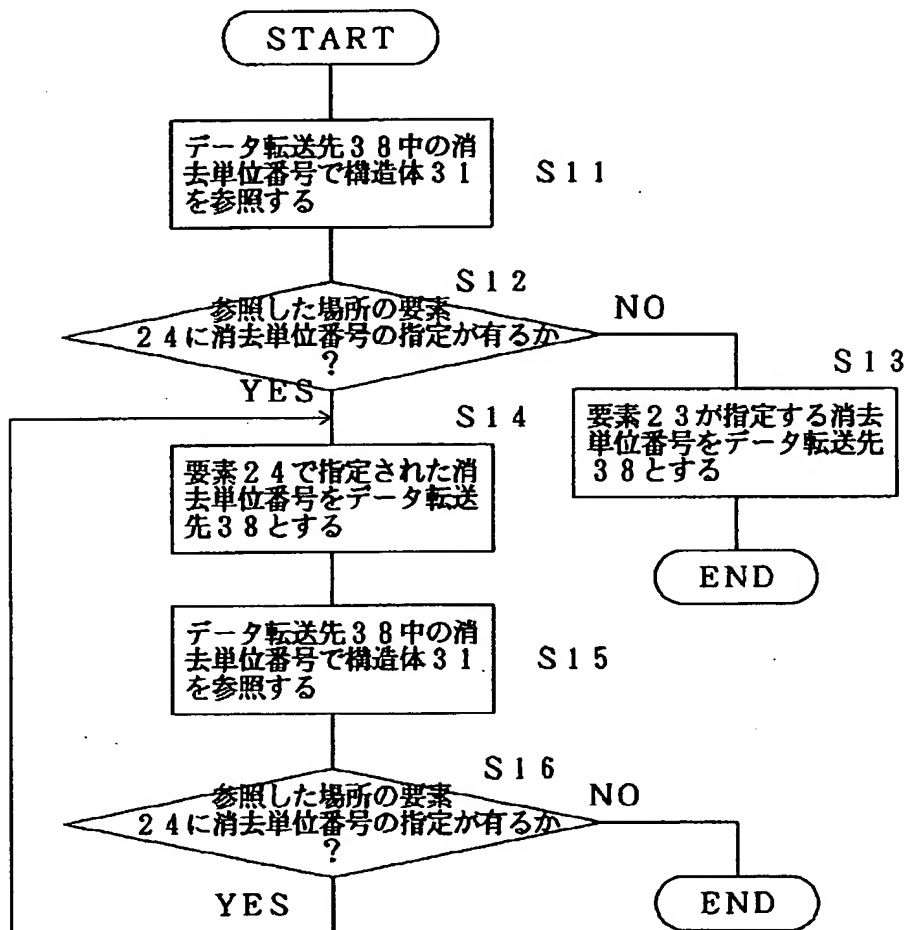 START
データ転送先38中の消
去単位番号で構造体31
を参照する
S11
S12
参照した場所の要素
24に消去単位番号の指定が有るか
?
NO
YES
S13
要素23が指定する消去
単位番号をデータ転送先
38とする
END
S14
要素24で指定された消
去単位番号をデータ転送
先38とする
データ転送先38中の消
去単位番号で構造体31
を参照する
S15
S16
参照した場所の要素
24に消去単位番号の指定が有るか
?
NO
YES
END